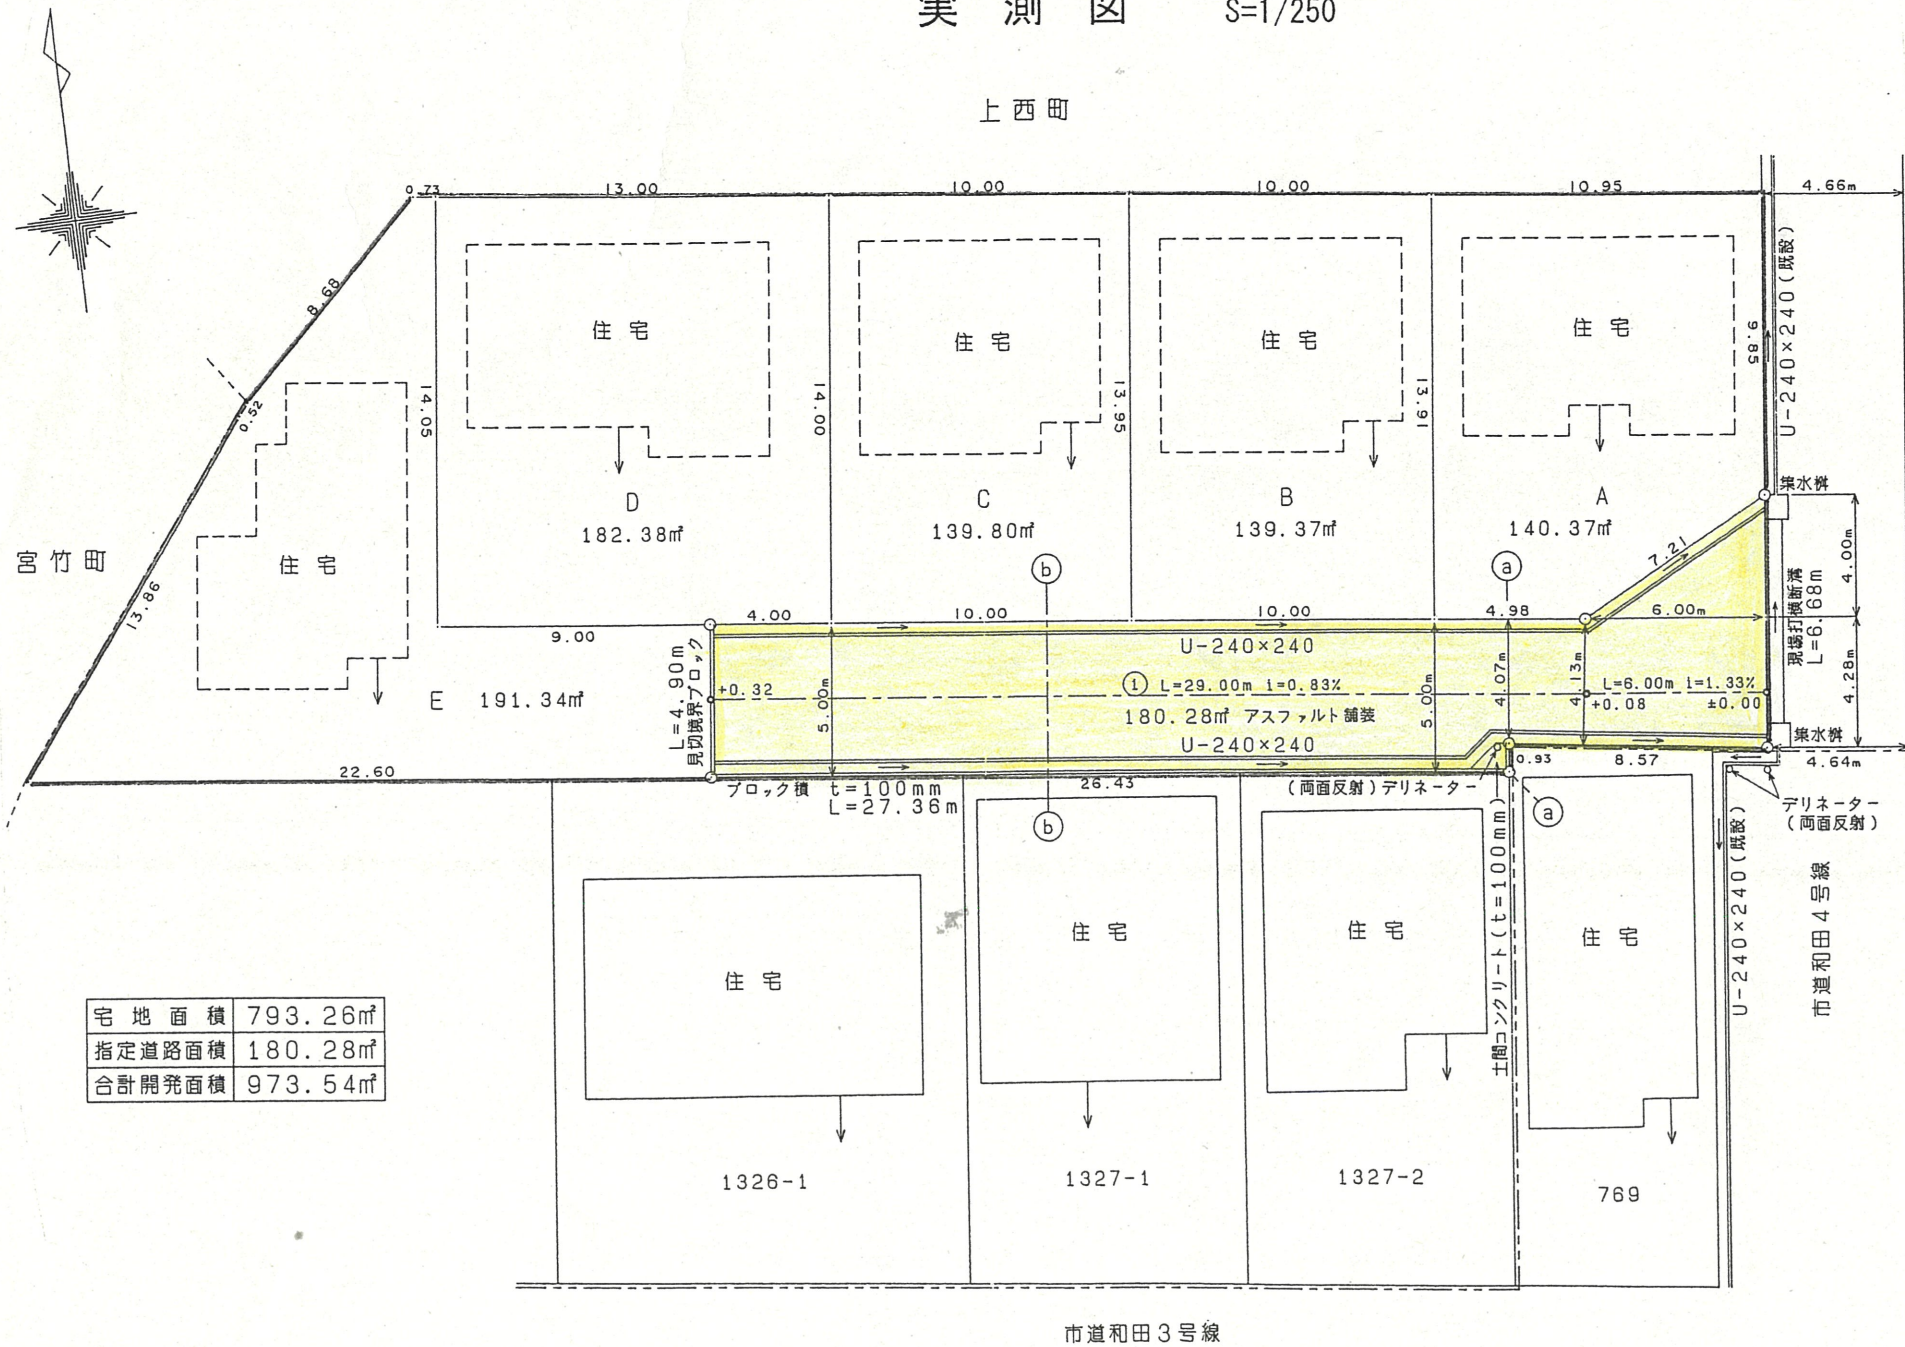 実測図 S=1/250
上西町
0.73
13.00
10.00
10.00
10.95
4.66m
8.68
0.52
13.86
宮竹町
住宅
14.05
住宅
D
182.38㎡
14.00
住宅
C
139.80㎡
13.95
住宅
B
139.37㎡
13.91
住宅
A
140.37㎡
9.85
U-240×240(既設)
集水桝
7.21
4.00m
現場打横断溝
L=6.68m
4.28m
集水桝
4.64m
b
a
9.00
4.00
10.00
10.00
4.98
6.00m
U-240×240
E 191.34㎡
L=4.90m
見切境界ブロック
+0.32
5.00m
① L=29.00m i=0.83%
180.28㎡ アスファルト舗装
U-240×240
5.00m
4.07m
4.13m
L=6.00m i=1.33%
+0.08
±0.00
22.60
ブロック積 t=100mm
L=27.36m
26.43
(両面反射)デリネーター
0.93
8.57
b
a
デリネーター
(両面反射)
土間コンクリート(t=100mm)
U-240×240(既設)
市道和田4号線
住宅
住宅
住宅
住宅
1326-1
1327-1
1327-2
769
宅地面積 793.26㎡
指定道路面積 180.28㎡
合計開発面積 973.54㎡
市道和田3号線